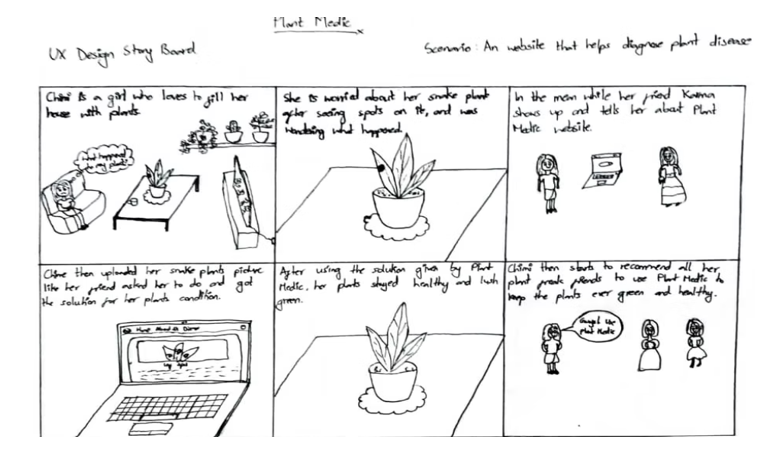 Plant Medic
UX Design Story Board
Scenario: An website that helps diagnose plant disease
Chimi is a girl who loves to fill her
house with plants.
what happened
to my plant?
She is worried about her snake plant
after seeing spots on it, and was
wondering what happened.
In the mean while her friend Karma
shows up and tells her about Plant
Medic website.
Chimi then uploaded her snake plants picture
like her friend asked her to do and got
the solution for her plants condition.
After using the solution given by Plant
Medic, her plants stayed healthy and lush
green.
Chimi then starts to recommend all her
plant freak friends to use Plant Medic to
keep the plants ever green and healthy.
use
Plant Medic